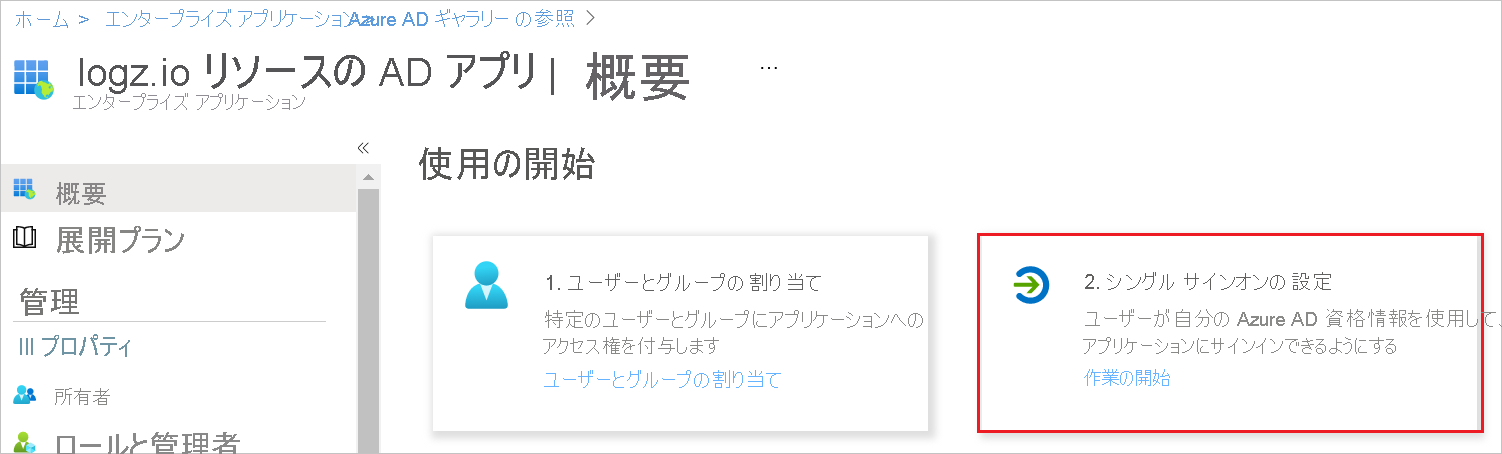 ホーム > エンタープライズ アプリケーション Azure AD ギャラリー の参照 >
logz.io リソースの AD アプリ | 概要 ...
エンタープライズ アプリケーション
«
使用の開始
概要
展開プラン
管理
||| プロパティ
所有者
ロールと管理者
1. ユーザーとグループの 割り 当て
特定のユーザーとグループにアプリケーションへの
アクセス権を付与します
ユーザーとグループの割り当て
2. シングル サインオンの 設定
ユーザーが 自分の Azure AD 資格情報を使用して、
アプリケーションにサインインできるようにする
作業の開始